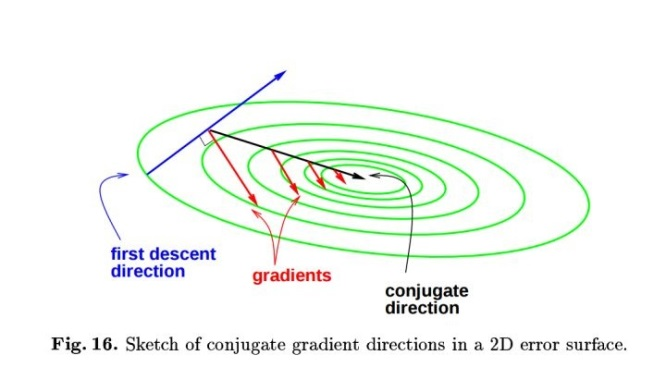 first descent
direction
gradients
conjugate
direction
Fig. 16. Sketch of conjugate gradient directions in a 2D error surface.